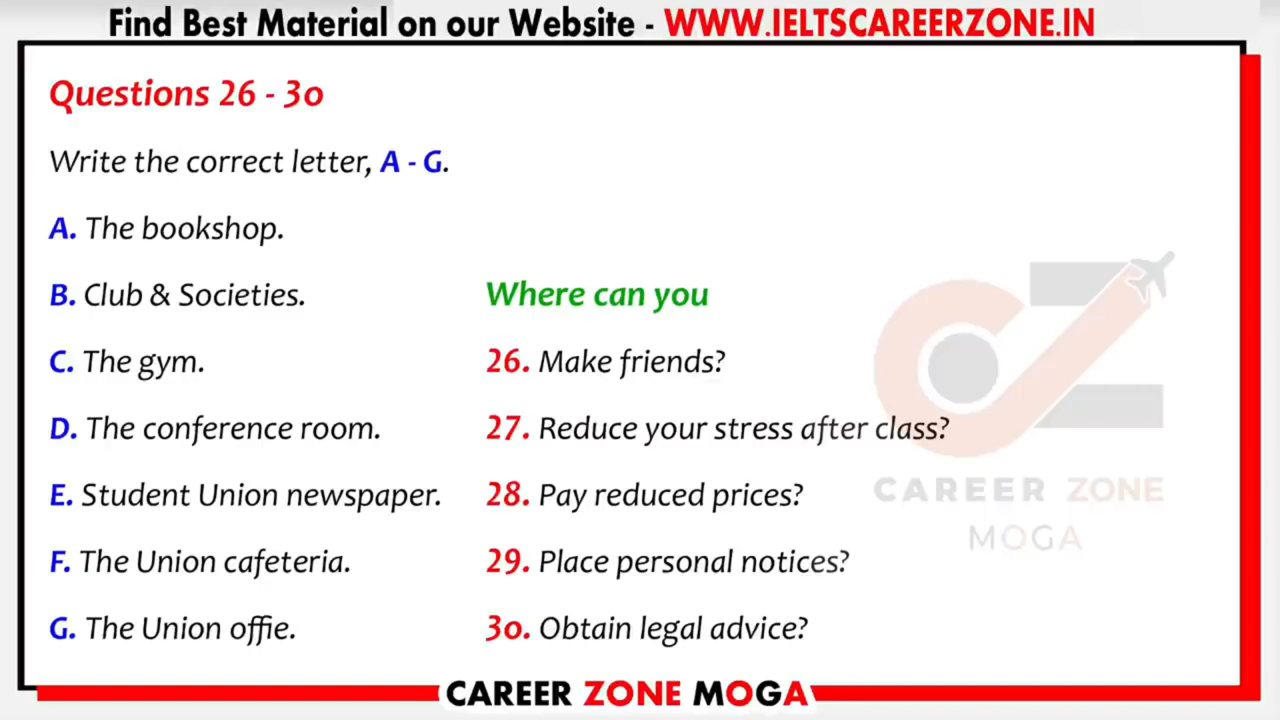 Find Best Material on our Website - WWW.IELTSCAREERZONE.IN
Questions 26 - 30
Write the correct letter, A - G.
A. The bookshop.
B. Club & Societies.
C. The gym.
D. The conference room.
E. Student Union newspaper.
F. The Union cafeteria.
G. The Union offie.
Where can you
26. Make friends?
27. Reduce your stress after class?
28. Pay reduced prices?
29. Place personal notices?
30. Obtain legal advice?
CAREER ZONE
MOGA
CAREER ZONE MOGA